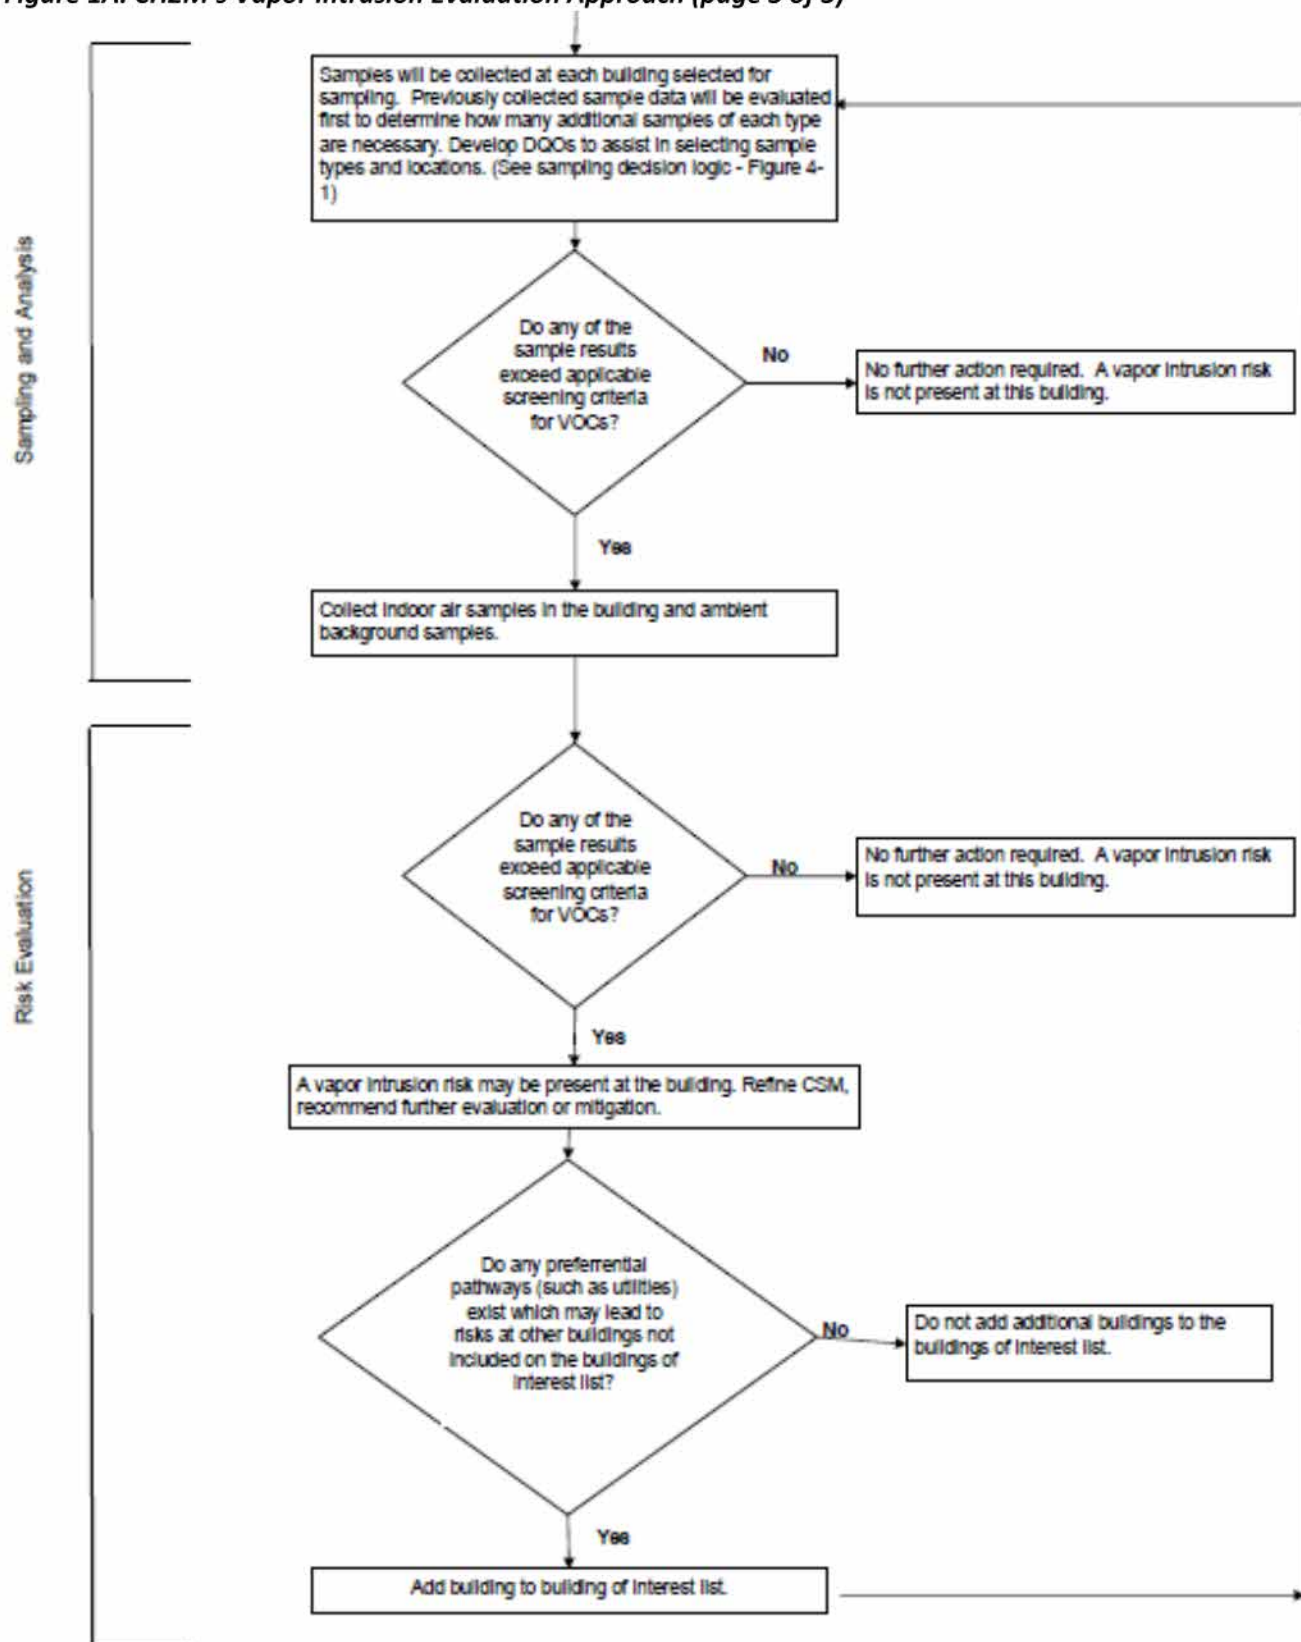 Samples will be collected at each building selected for
sampling. Previously collected sample data will be evaluated
first to determine how many additional samples of each type
are necessary. Develop DQOs to assist in selecting sample
types and locations. (See sampling decision logic - Figure 4-
1)
Sampling and Analysis
Do any of the
sample results
exceed applicable
screening criteria
for VOCs?
No
No further action required. A vapor intrusion risk
is not present at this building.
Yes
Collect indoor air samples in the building and ambient
background samples.
Risk Evaluation
Do any of the
sample results
exceed applicable
screening criteria
for VOCs?
No
No further action required. A vapor intrusion risk
is not present at this building.
Yes
A vapor intrusion risk may be present at the building. Refine CSM,
recommend further evaluation or mitigation.
Do any preferrential
pathways (such as utilities)
exist which may lead to
risks at other buildings not
included on the buildings of
interest list?
No
Do not add additional buildings to the
buildings of interest list.
Yes
Add building to building of interest list.